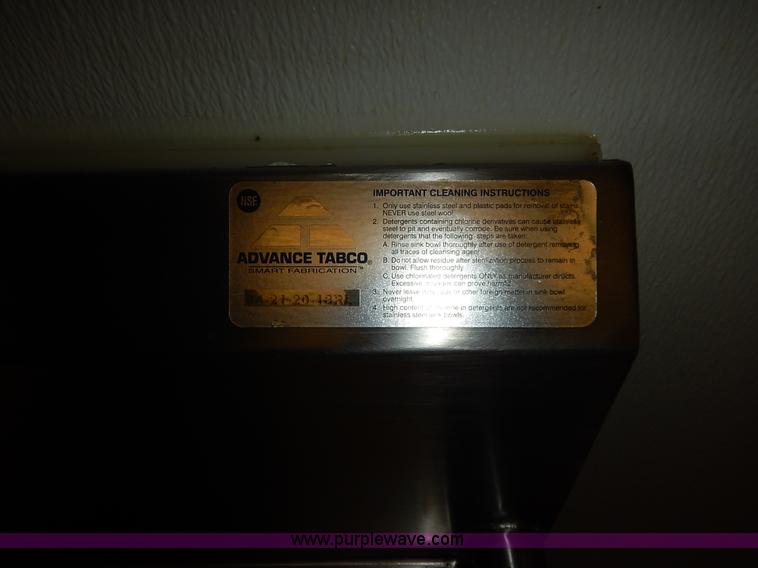 NSF
ADVANCE TABCO®
SMART FABRICATION™
IMPORTANT CLEANING INSTRUCTIONS
1. Only use stainless steel and plastic pads for removal of stains.
NEVER use steel wool
2. Detergents containing chlorine derivatives can cause stainless
steel to pit and eventually corrode. Be sure when using
detergents that the following steps are taken:
A. Rinse sink bowl thoroughly after use of detergent removing
all traces of cleansing agent
B. Do not allow residue after sterilization process to remain in
bowl. Flush thoroughly
C. Use chlorinated detergents ONLY as manufacturer directs.
Excessive can prove harmful
3. Never leave or other foreign matter in sink bowl
overnight
4. High content of in detergents are not recommended for
stainless steel sink bowls.
www.purplewave.com